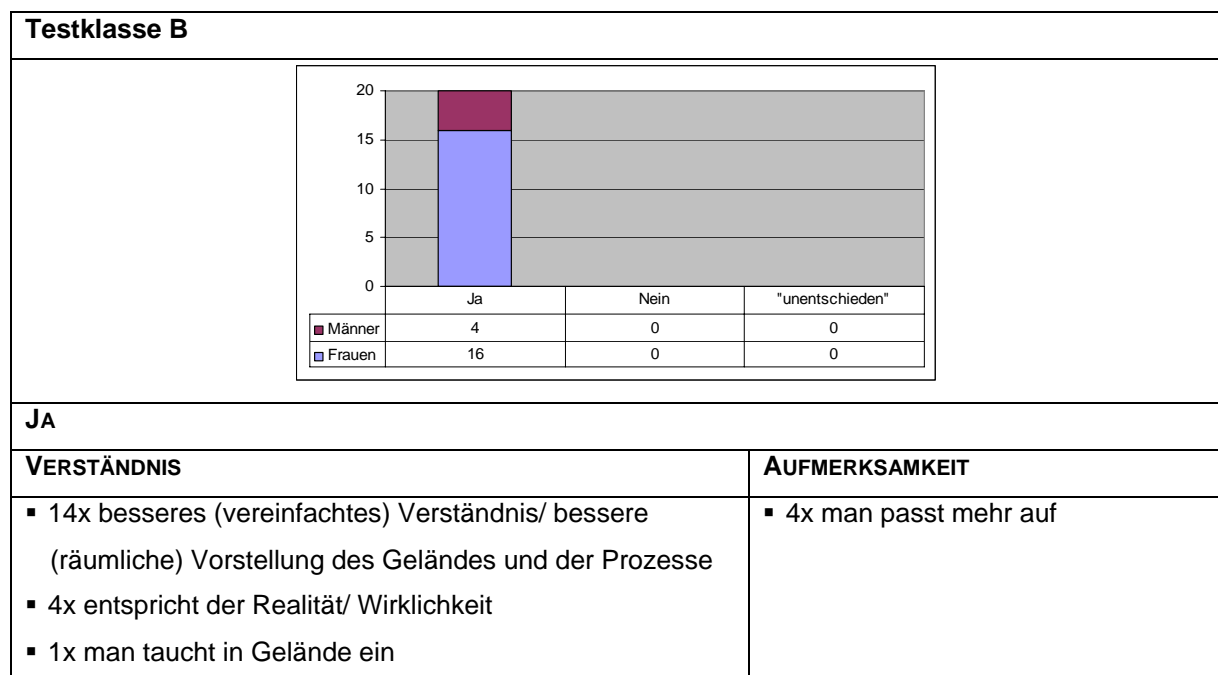 Testklasse B
20
15
10
5
0
Ja Nein "unentschieden"
Männer 4 0 0
Frauen 16 0 0
JA
VERSTÄNDNIS AUFMERKSAMKEIT
▪ 14x besseres (vereinfachtes) Verständnis/ bessere ▪ 4x man passt mehr auf
(räumliche) Vorstellung des Geländes und der Prozesse
▪ 4x entspricht der Realität/ Wirklichkeit
▪ 1x man taucht in Gelände ein